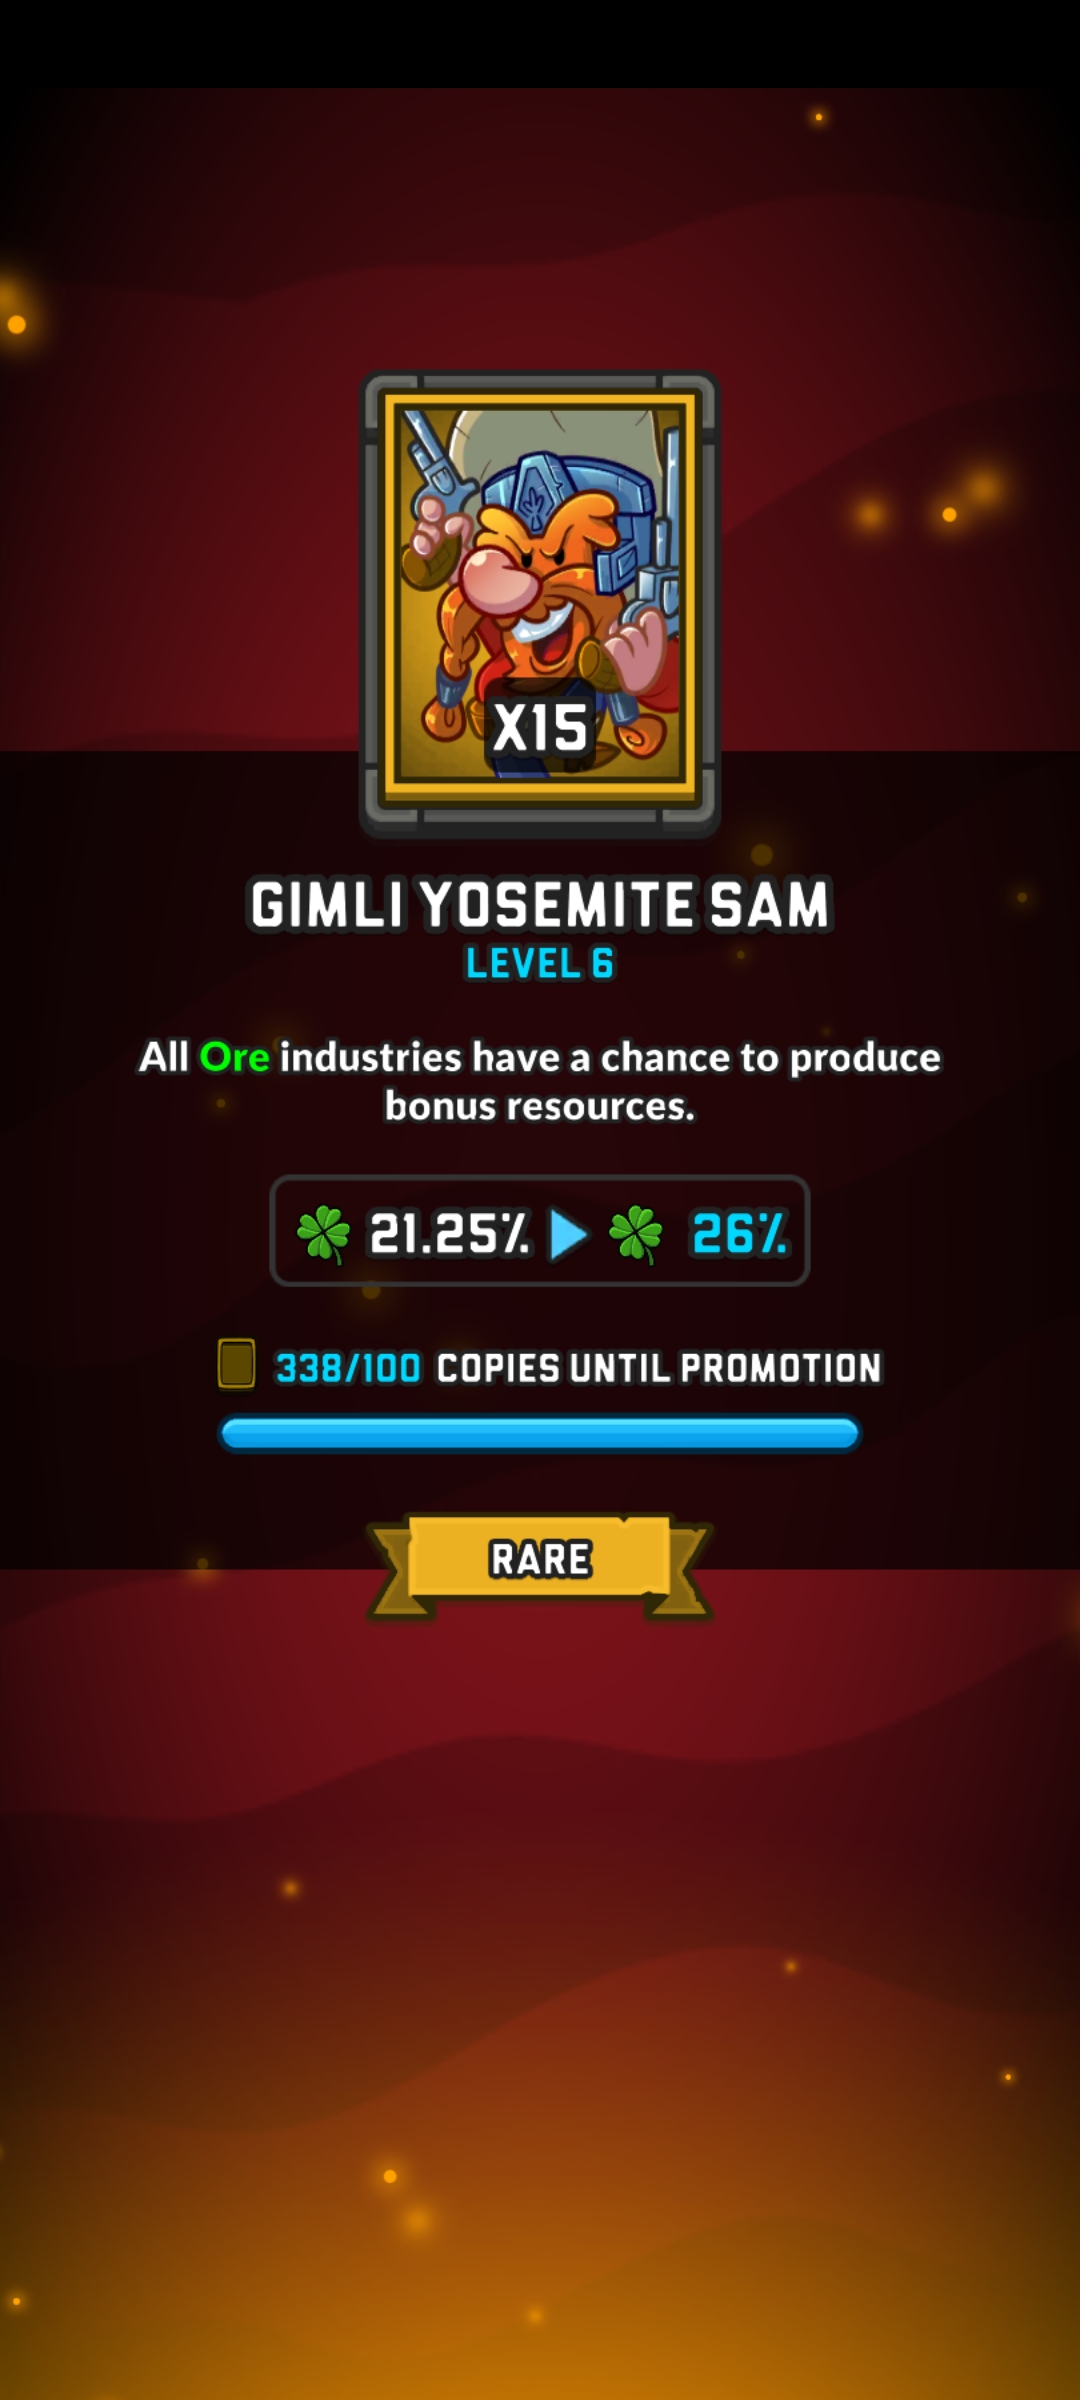 X15
GIMLI YOSEMITE SAM
LEVEL 6
All Ore industries have a chance to produce
bonus resources.
21.25% 26%
338/100 COPIES UNTIL PROMOTION
RARE